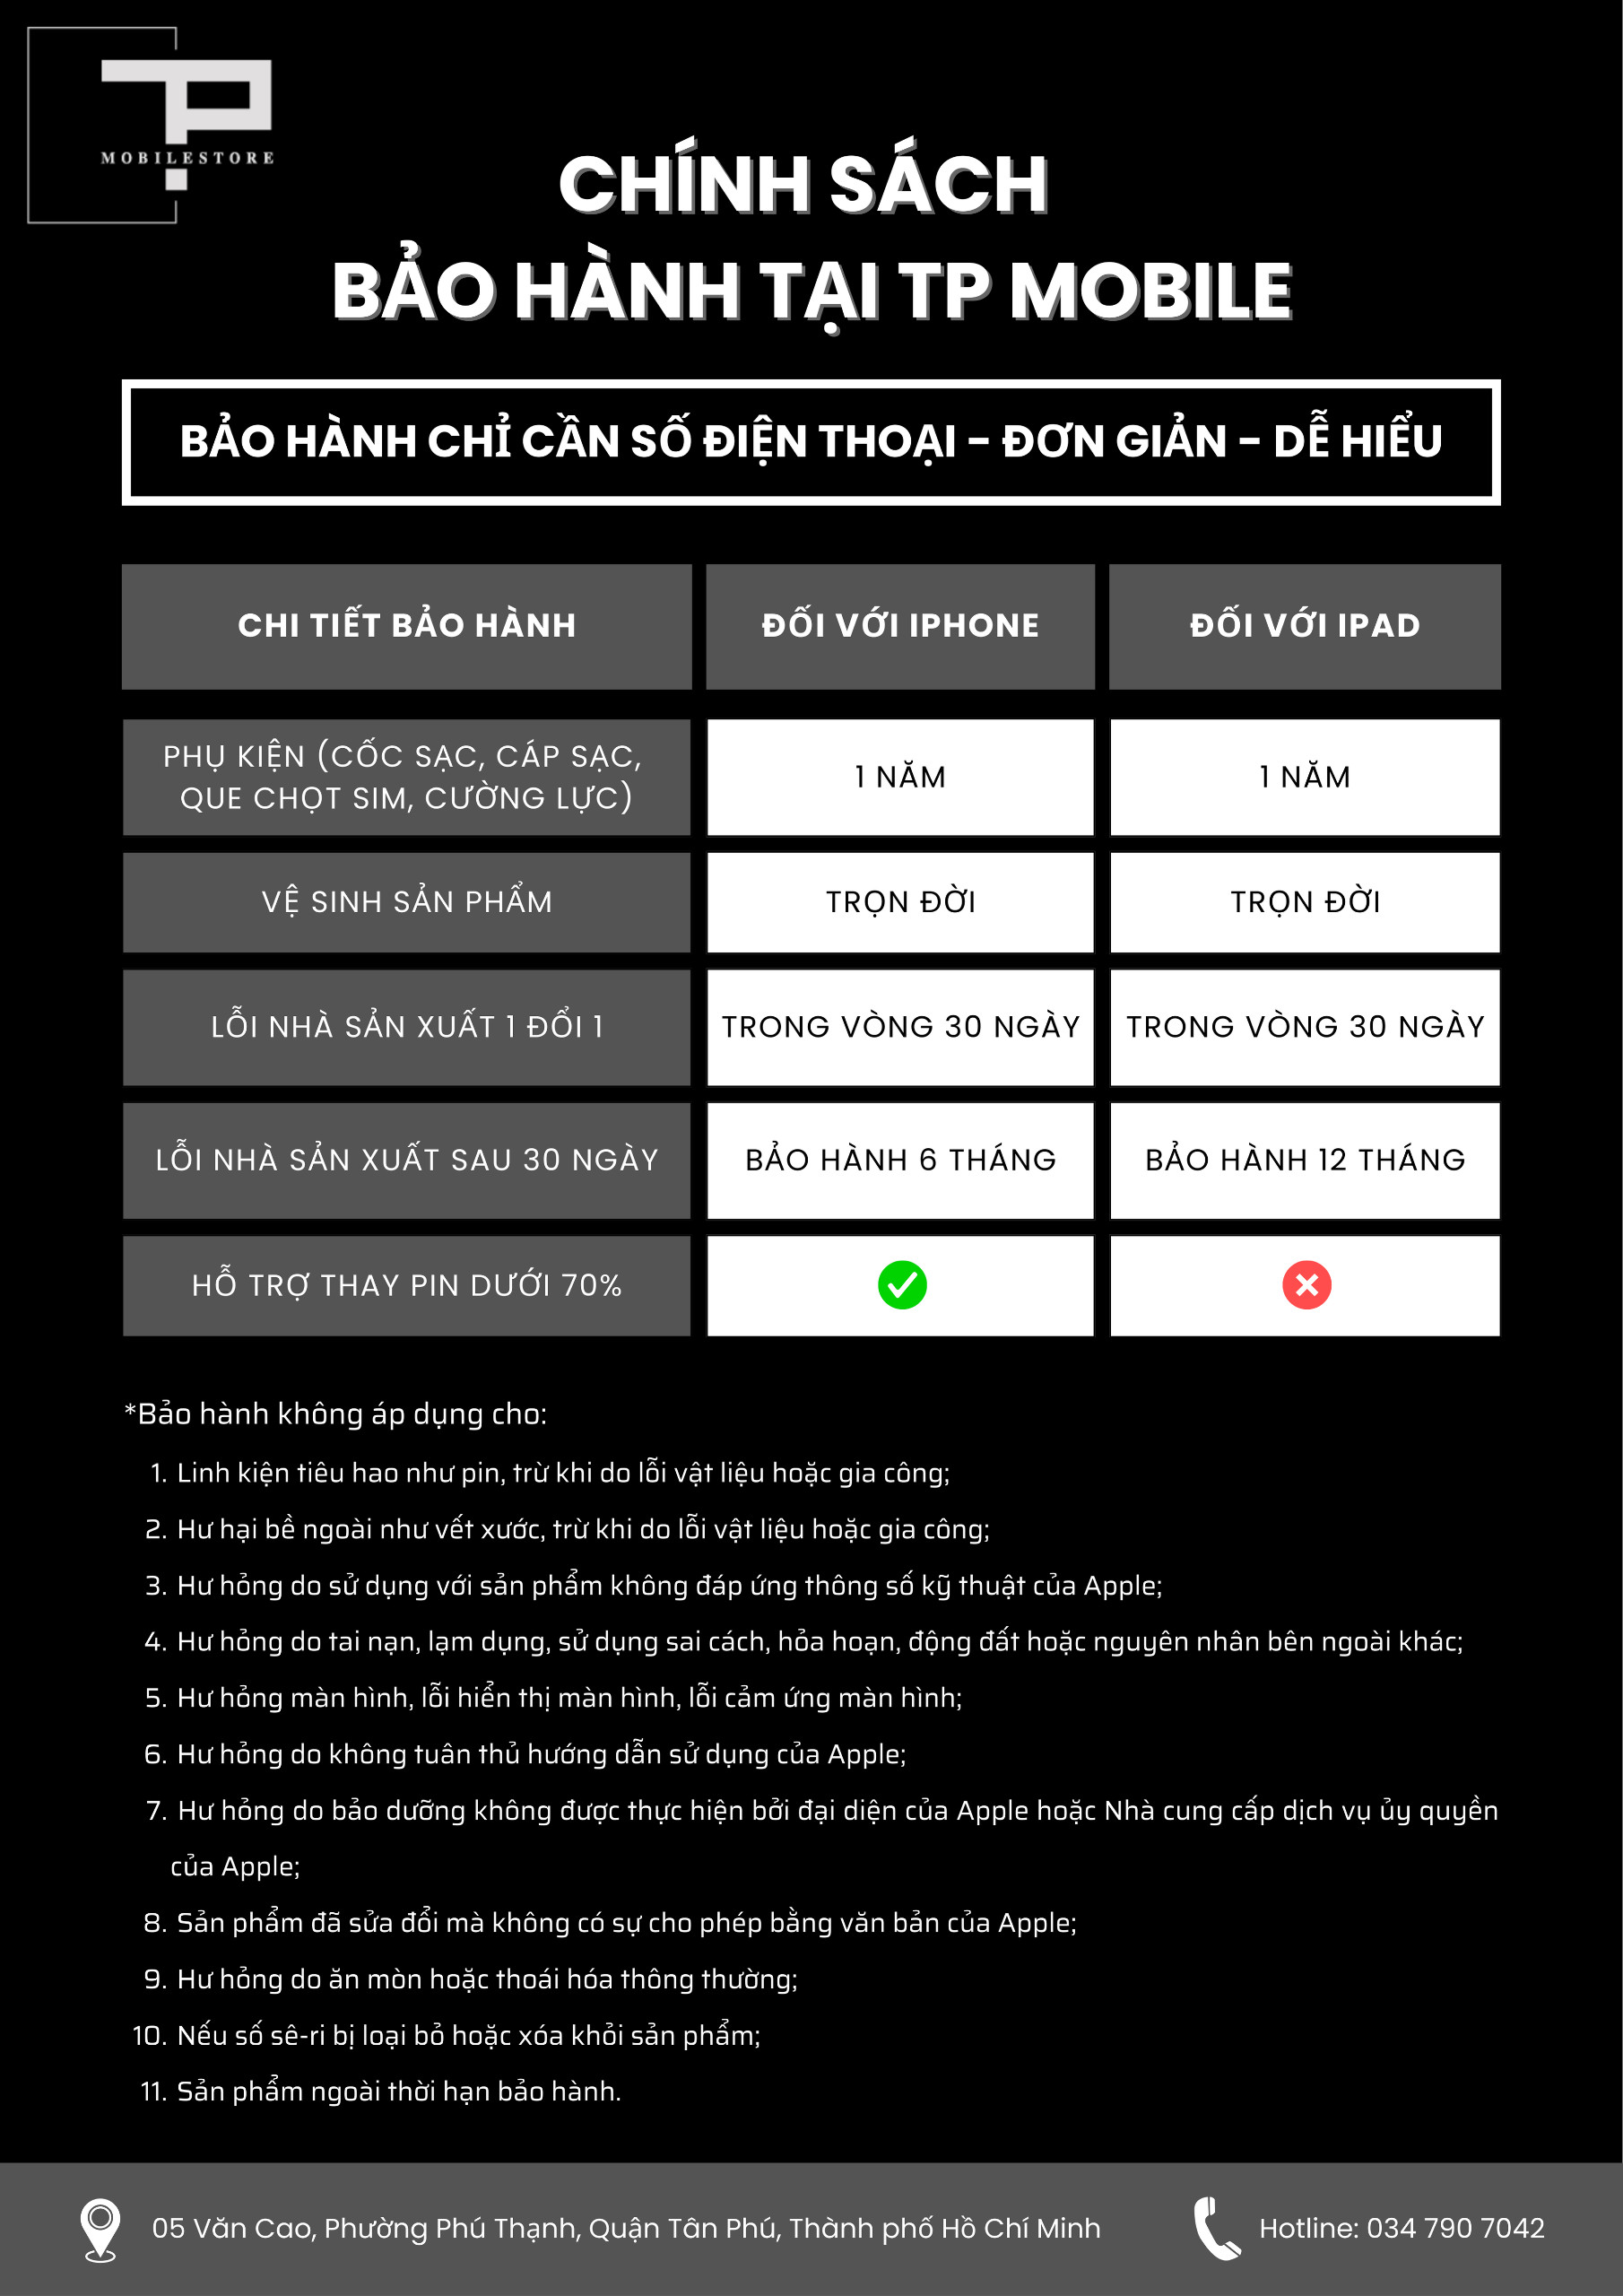 TP
MOBILESTORE
CHÍNH SÁCH
BẢO HÀNH TẠI TP MOBILE
BẢO HÀNH CHỈ CẦN SỐ ĐIỆN THOẠI - ĐƠN GIẢN - DỄ HIỂU
CHI TIẾT BẢO HÀNH
ĐỐI VỚI IPHONE
ĐỐI VỚI IPAD
PHỤ KIỆN (CỐC SẠC, CÁP SẠC,
QUE CHỌT SIM, CƯỜNG LỰC)
1 NĂM
1 NĂM
VỆ SINH SẢN PHẨM
TRỌN ĐỜI
TRỌN ĐỜI
LỖI NHÀ SẢN XUẤT 1 ĐỔI 1
TRONG VÒNG 30 NGÀY
TRONG VÒNG 30 NGÀY
LỖI NHÀ SẢN XUẤT SAU 30 NGÀY
BẢO HÀNH 6 THÁNG
BẢO HÀNH 12 THÁNG
HỖ TRỢ THAY PIN DƯỚI 70%
*Bảo hành không áp dụng cho:
1. Linh kiện tiêu hao như pin, trừ khi do lỗi vật liệu hoặc gia công;
2. Hư hại bề ngoài như vết xước, trừ khi do lỗi vật liệu hoặc gia công;
3. Hư hỏng do sử dụng với sản phẩm không đáp ứng thông số kỹ thuật của Apple;
4. Hư hỏng do tai nạn, lạm dụng, sử dụng sai cách, hỏa hoạn, động đất hoặc nguyên nhân bên ngoài khác;
5. Hư hỏng màn hình, lỗi hiển thị màn hình, lỗi cảm ứng màn hình;
6. Hư hỏng do không tuân thủ hướng dẫn sử dụng của Apple;
7. Hư hỏng do bảo dưỡng không được thực hiện bởi đại diện của Apple hoặc Nhà cung cấp dịch vụ ủy quyền
của Apple;
8. Sản phẩm đã sửa đổi mà không có sự cho phép bằng văn bản của Apple;
9. Hư hỏng do ăn mòn hoặc thoái hóa thông thường;
10. Nếu số sê-ri bị loại bỏ hoặc xóa khỏi sản phẩm;
11. Sản phẩm ngoài thời hạn bảo hành.
05 Văn Cao, Phường Phú Thạnh, Quận Tân Phú, Thành phố Hồ Chí Minh
Hotline: 034 790 7042